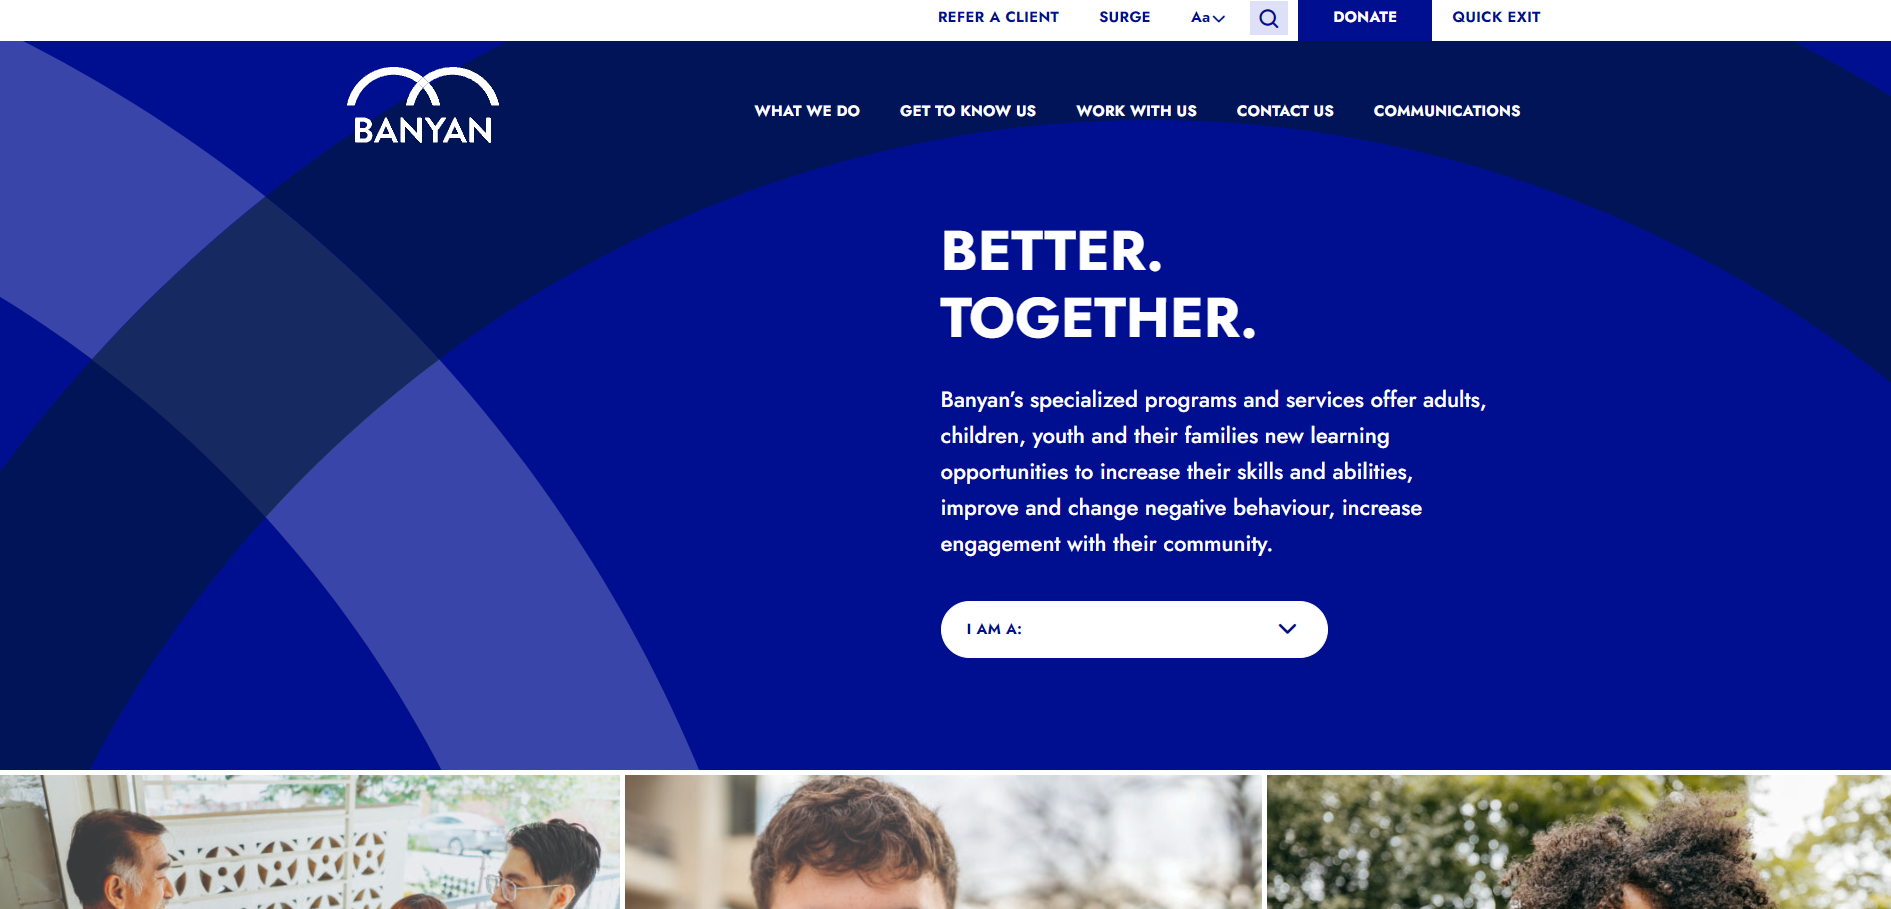 REFER A CLIENT SURGE Aa DONATE QUICK EXIT
BANYAN
WHAT WE DO GET TO KNOW US WORK WITH US CONTACT US COMMUNICATIONS
BETTER.
TOGETHER.
Banyan's specialized programs and services offer adults,
children, youth and their families new learning
opportunities to increase their skills and abilities,
improve and change negative behaviour, increase
engagement with their community.
I AM A: